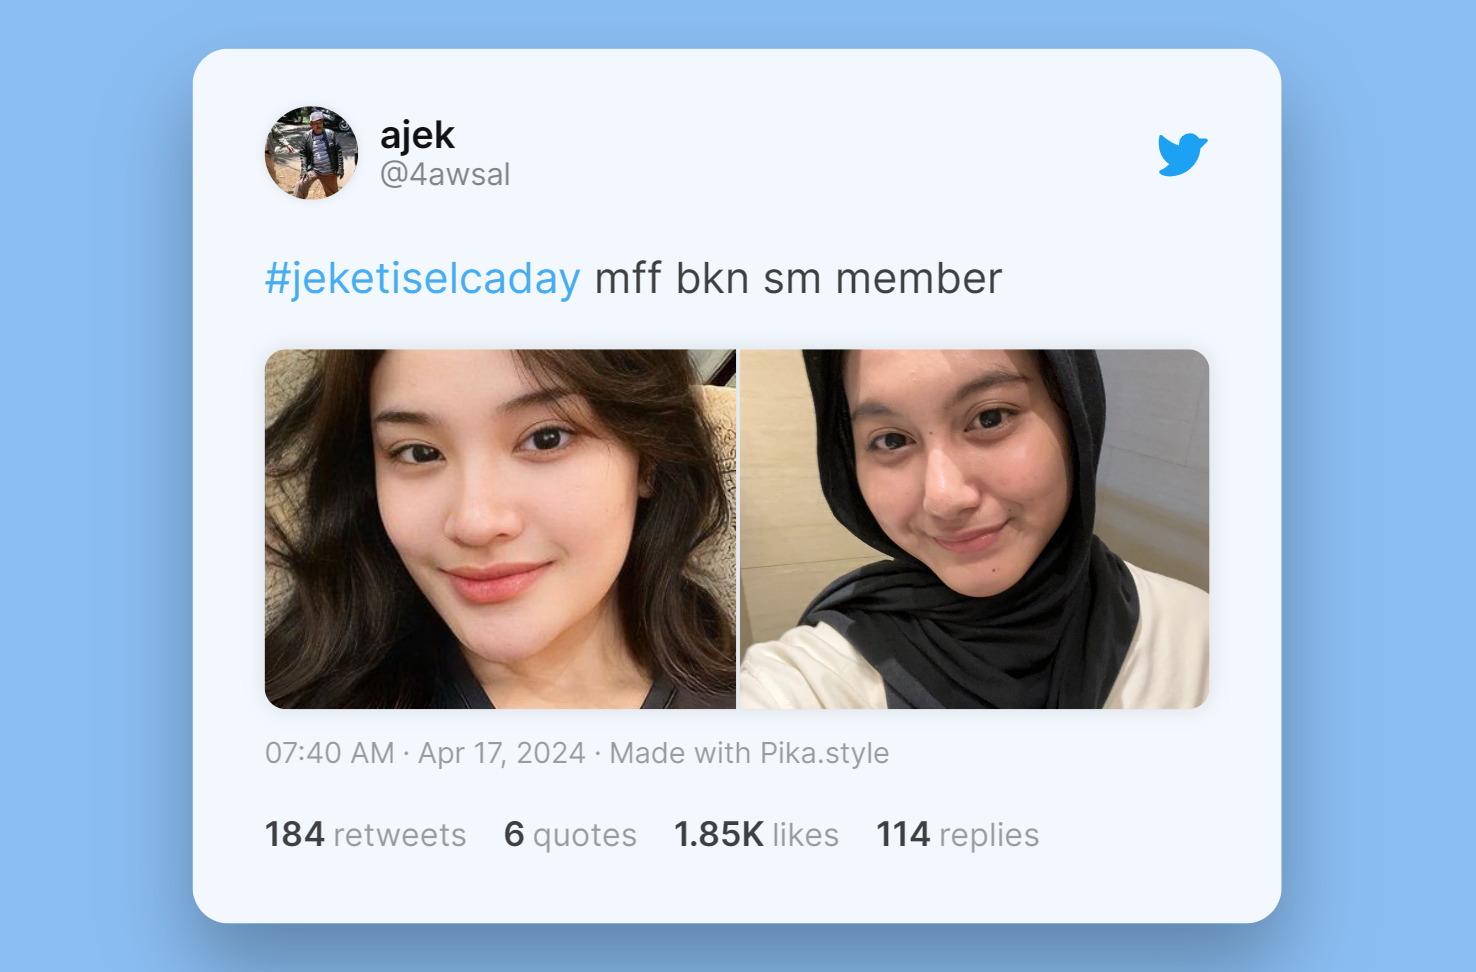 ajek
@4awsal
#jeketiselcaday mff bkn sm member
07:40 AM · Apr 17, 2024 · Made with Pika.style
184 retweets 6 quotes 1.85K likes 114 replies